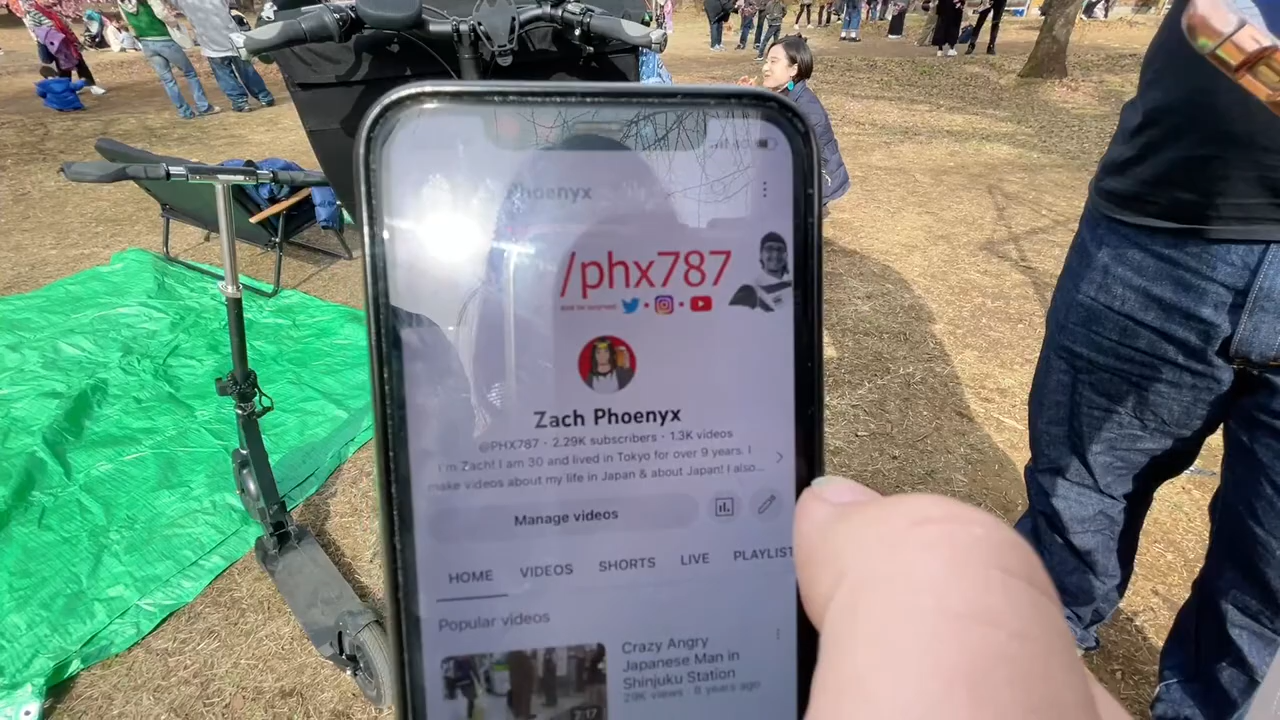 Phoenyx
/phx787
Zach Phoenyx
@PHX787 · 2.29K subscribers · 1.3K videos
I'm Zach! I am 30 and lived in Tokyo for over 9 years. I
make videos about my life in Japan & about Japan! I also...
Manage videos
HOME VIDEOS SHORTS LIVE PLAYLIST
Popular videos
Crazy Angry
Japanese Man in
Shinjuku Station
29K views · 8 years ago
7:17